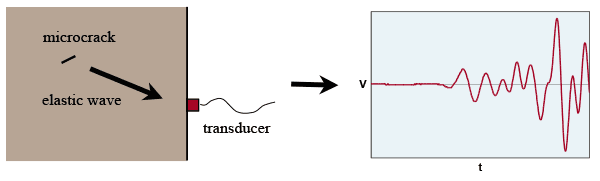 microcrack
elastic wave
transducer
V
t